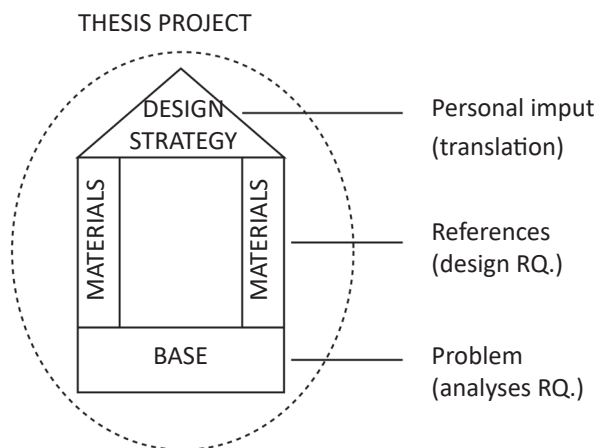 THESIS PROJECT
DESIGN
STRATEGY
Personal imput
(translation)
MATERIALS
MATERIALS
References
(design RQ.)
BASE
Problem
(analyses RQ.)